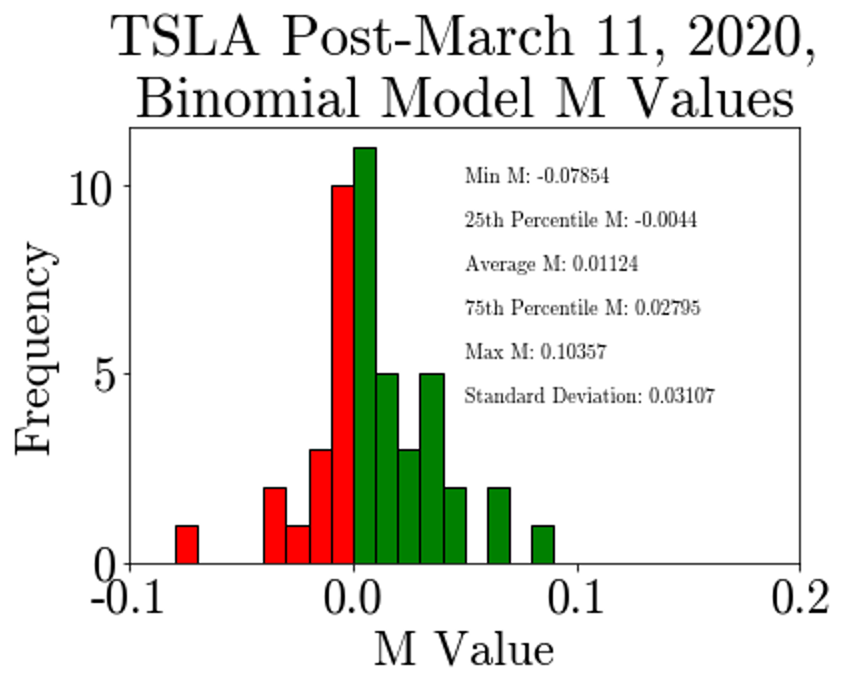 TSLA Post-March 11, 2020,
Binomial Model M Values
Min M: -0.07854
25th Percentile M: -0.0044
Average M: 0.01124
75th Percentile M: 0.02795
Max M: 0.10357
Standard Deviation: 0.03107
Frequency
10
5
0
-0.1
0.0
0.1
0.2
M Value